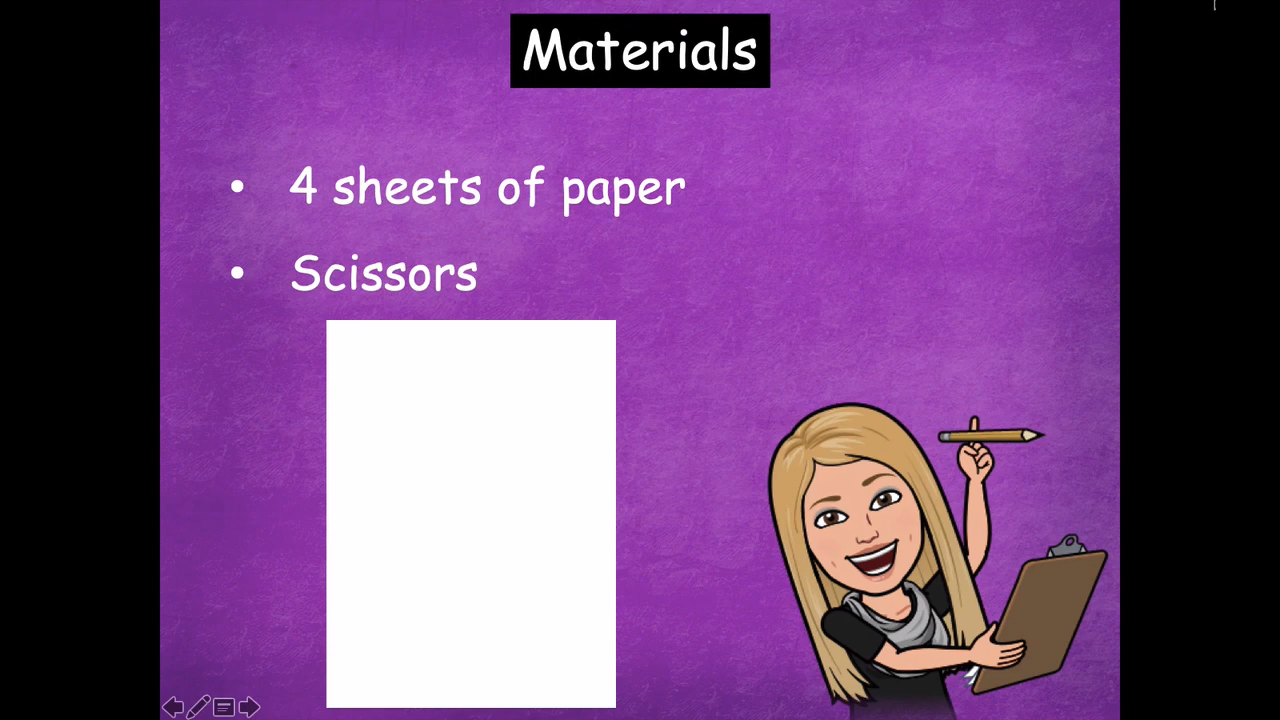 Materials
• 4 sheets of paper
• Scissors